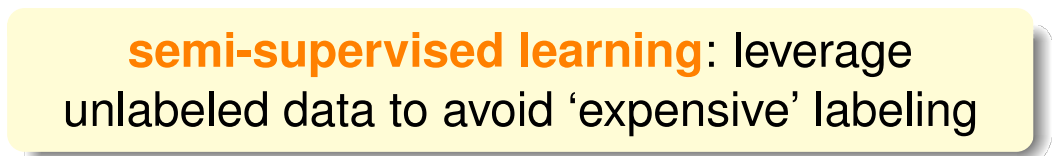 semi-supervised learning: leverage
unlabeled data to avoid ‘expensive’ labeling